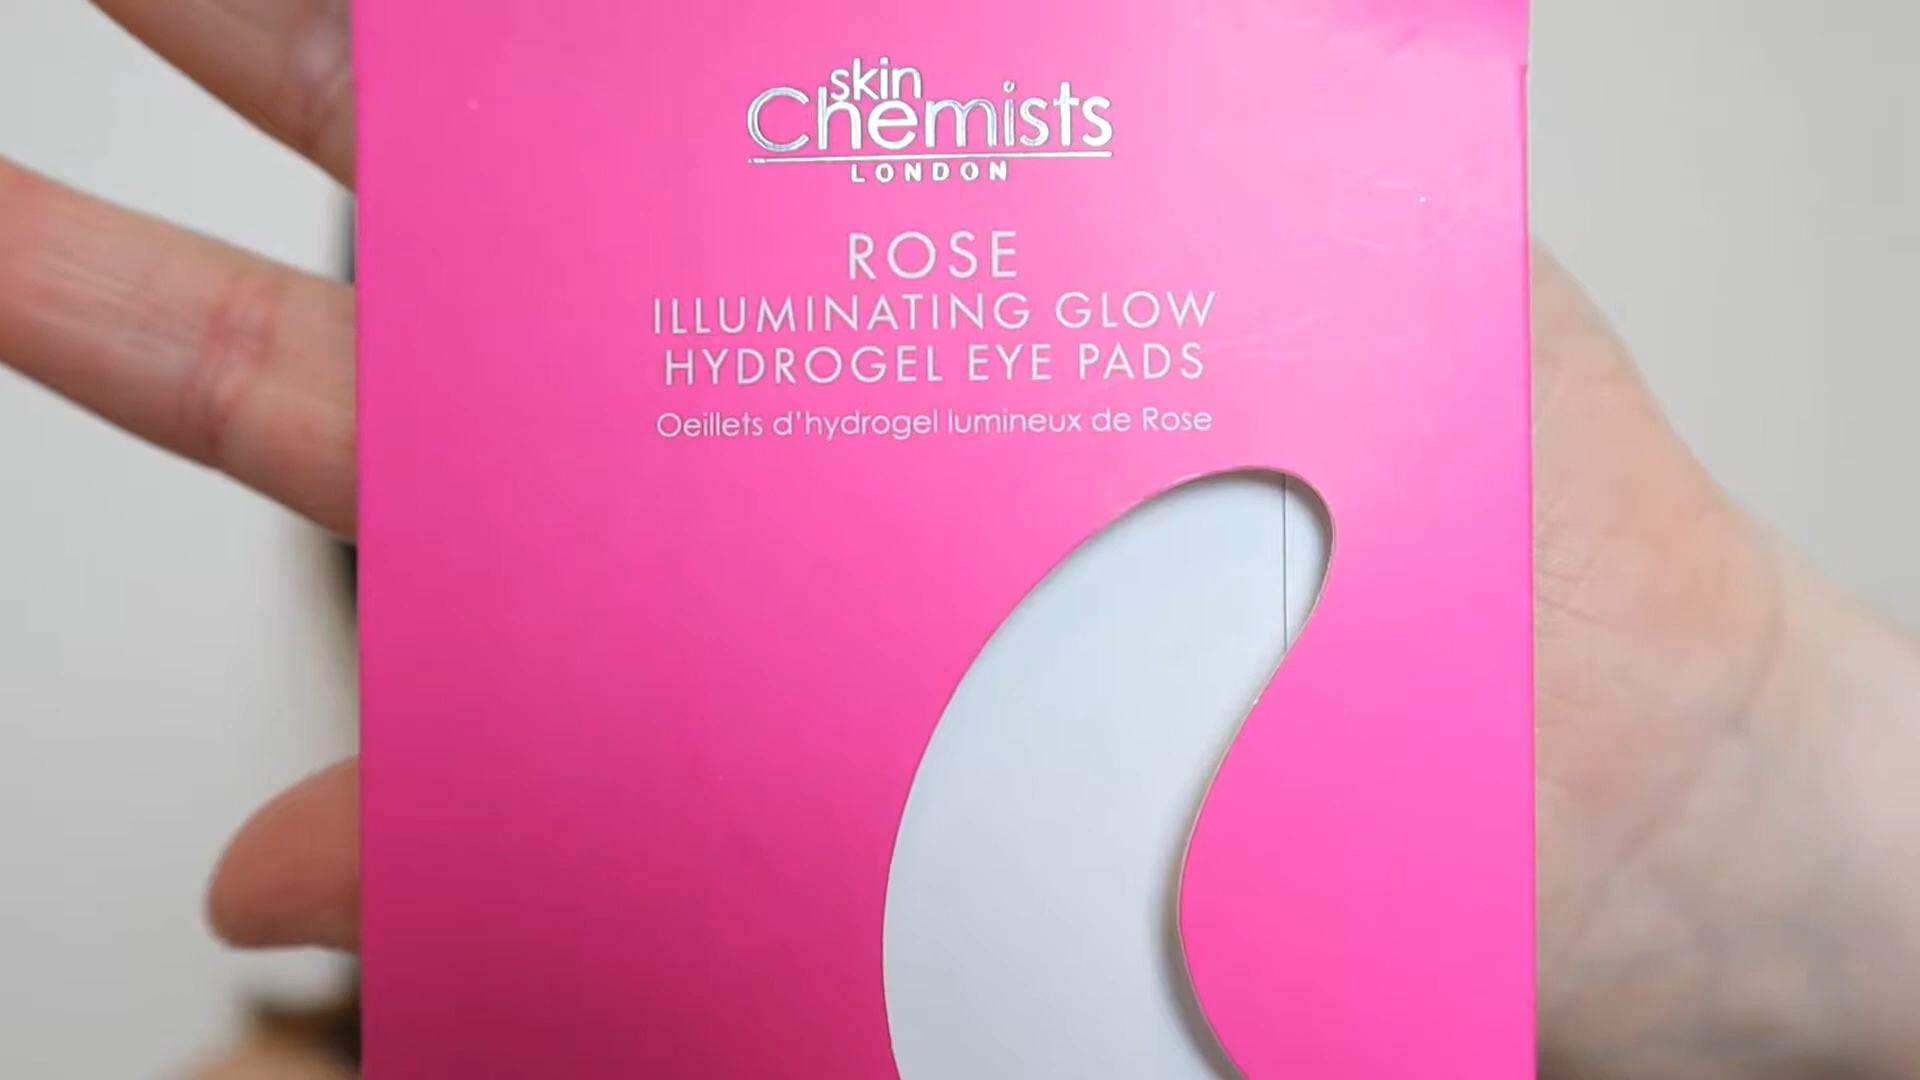 skin
Chemists
LONDON
ROSE
ILLUMINATING GLOW
HYDROGEL EYE PADS
Oeillets d'hydrogel lumineux de Rose